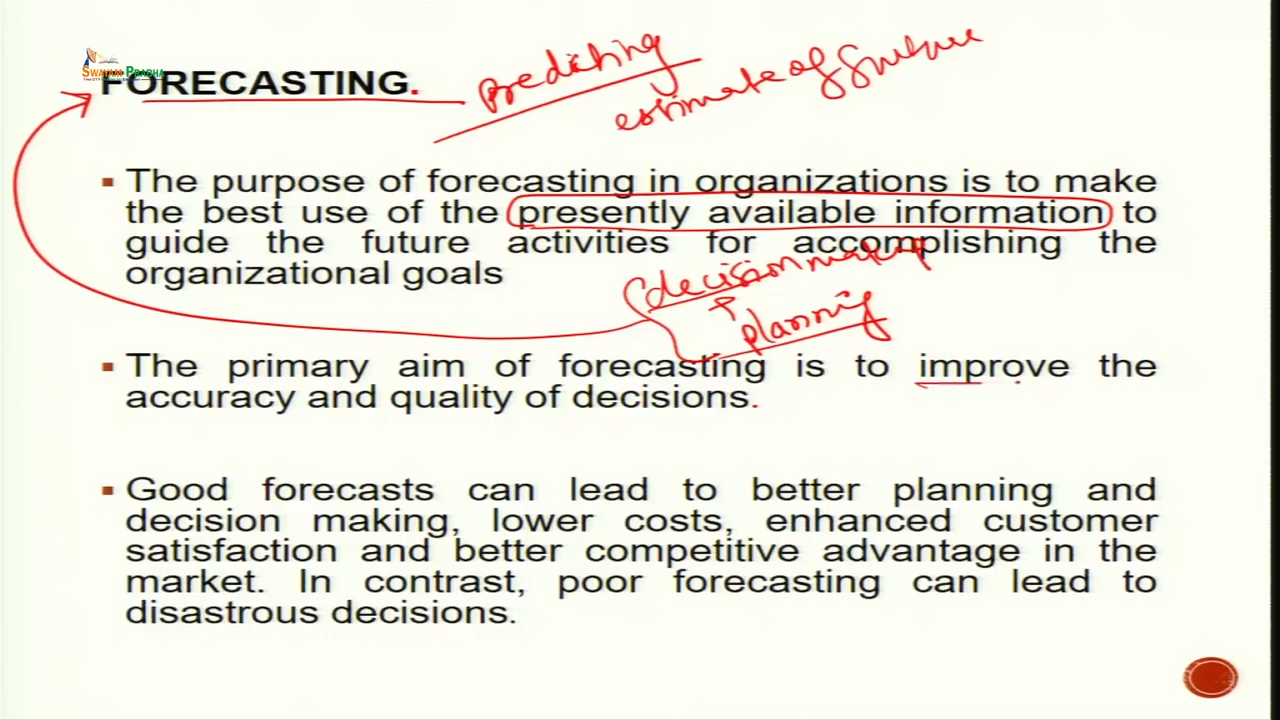 SWAYAM PRABHA
FORECASTING.
Predicting
estimate of future
▪ The purpose of forecasting in organizations is to make
the best use of the presently available information to
guide the future activities for accomplishing the
organizational goals
decision making
planning
▪ The primary aim of forecasting is to improve the
accuracy and quality of decisions.
▪ Good forecasts can lead to better planning and
decision making, lower costs, enhanced customer
satisfaction and better competitive advantage in the
market. In contrast, poor forecasting can lead to
disastrous decisions.